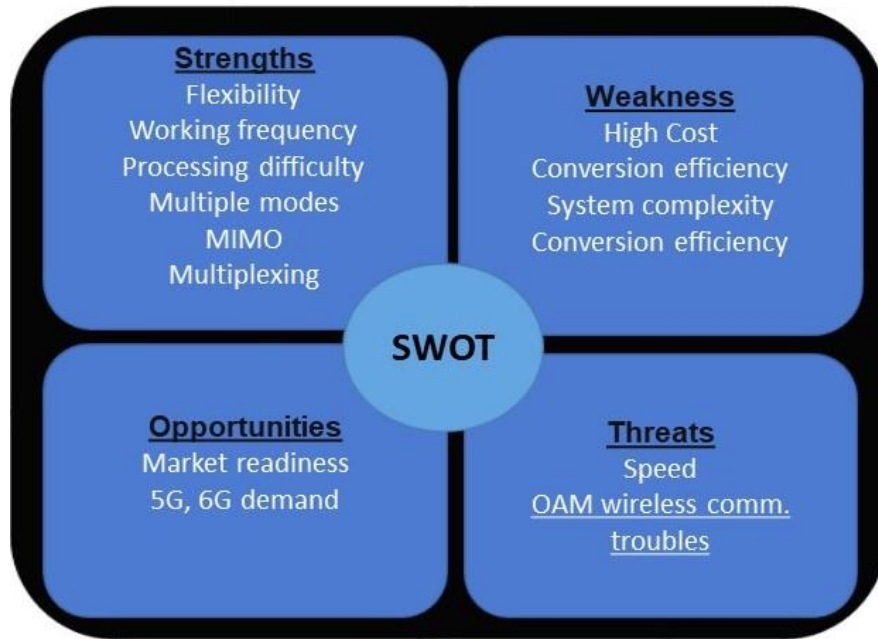 Strengths
Flexibility
Working frequency
Processing difficulty
Multiple modes
MIMO
Multiplexing
Weakness
High Cost
Conversion efficiency
System complexity
Conversion efficiency
SWOT
Opportunities
Market readiness
5G, 6G demand
Threats
Speed
OAM wireless comm.
troubles